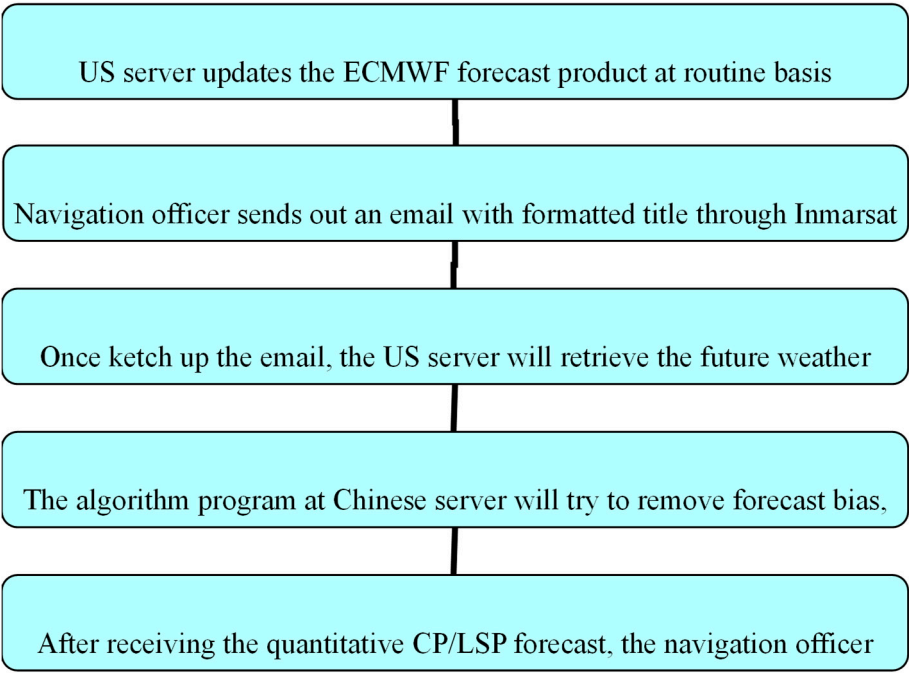 US server updates the ECMWF forecast product at routine basis
Navigation officer sends out an email with formatted title through Inmarsat
Once ketch up the email, the US server will retrieve the future weather
The algorithm program at Chinese server will try to remove forecast bias,
After receiving the quantitative CP/LSP forecast, the navigation officer